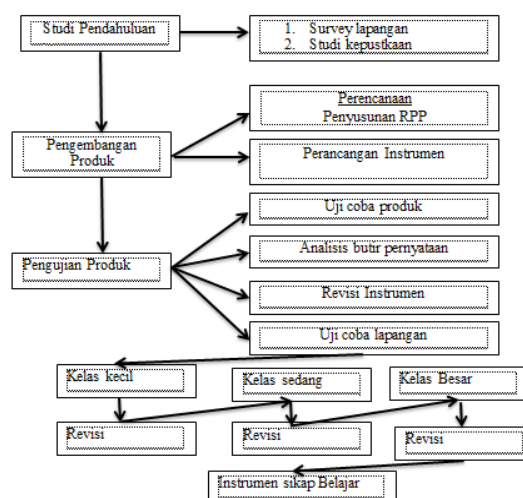 Studi Pendahuluan
1. Survey lapangan
2. Studi kepustkaan
Perencanaan
Penyusunan RPP
Pengembangan
Produk
Perancangan Instrumen
Uji coba produk
Analisis butir pernyataan
Pengujian Produk
Revisi Instrumen
Uji coba lapangan
Kelas kecil
Kelas sedang
Kelas Besar
Revisi
Revisi
Revisi
Instrumen sikap Belajar